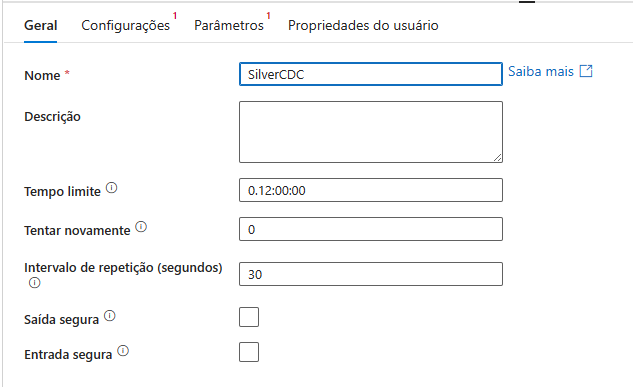 Geral Configurações 1 Parâmetros 1 Propriedades do usuário
Nome * SilverCDC Saiba mais
Descrição
Tempo limite 0.12:00:00
Tentar novamente 0
Intervalo de repetição (segundos) 30
Saída segura
Entrada segura